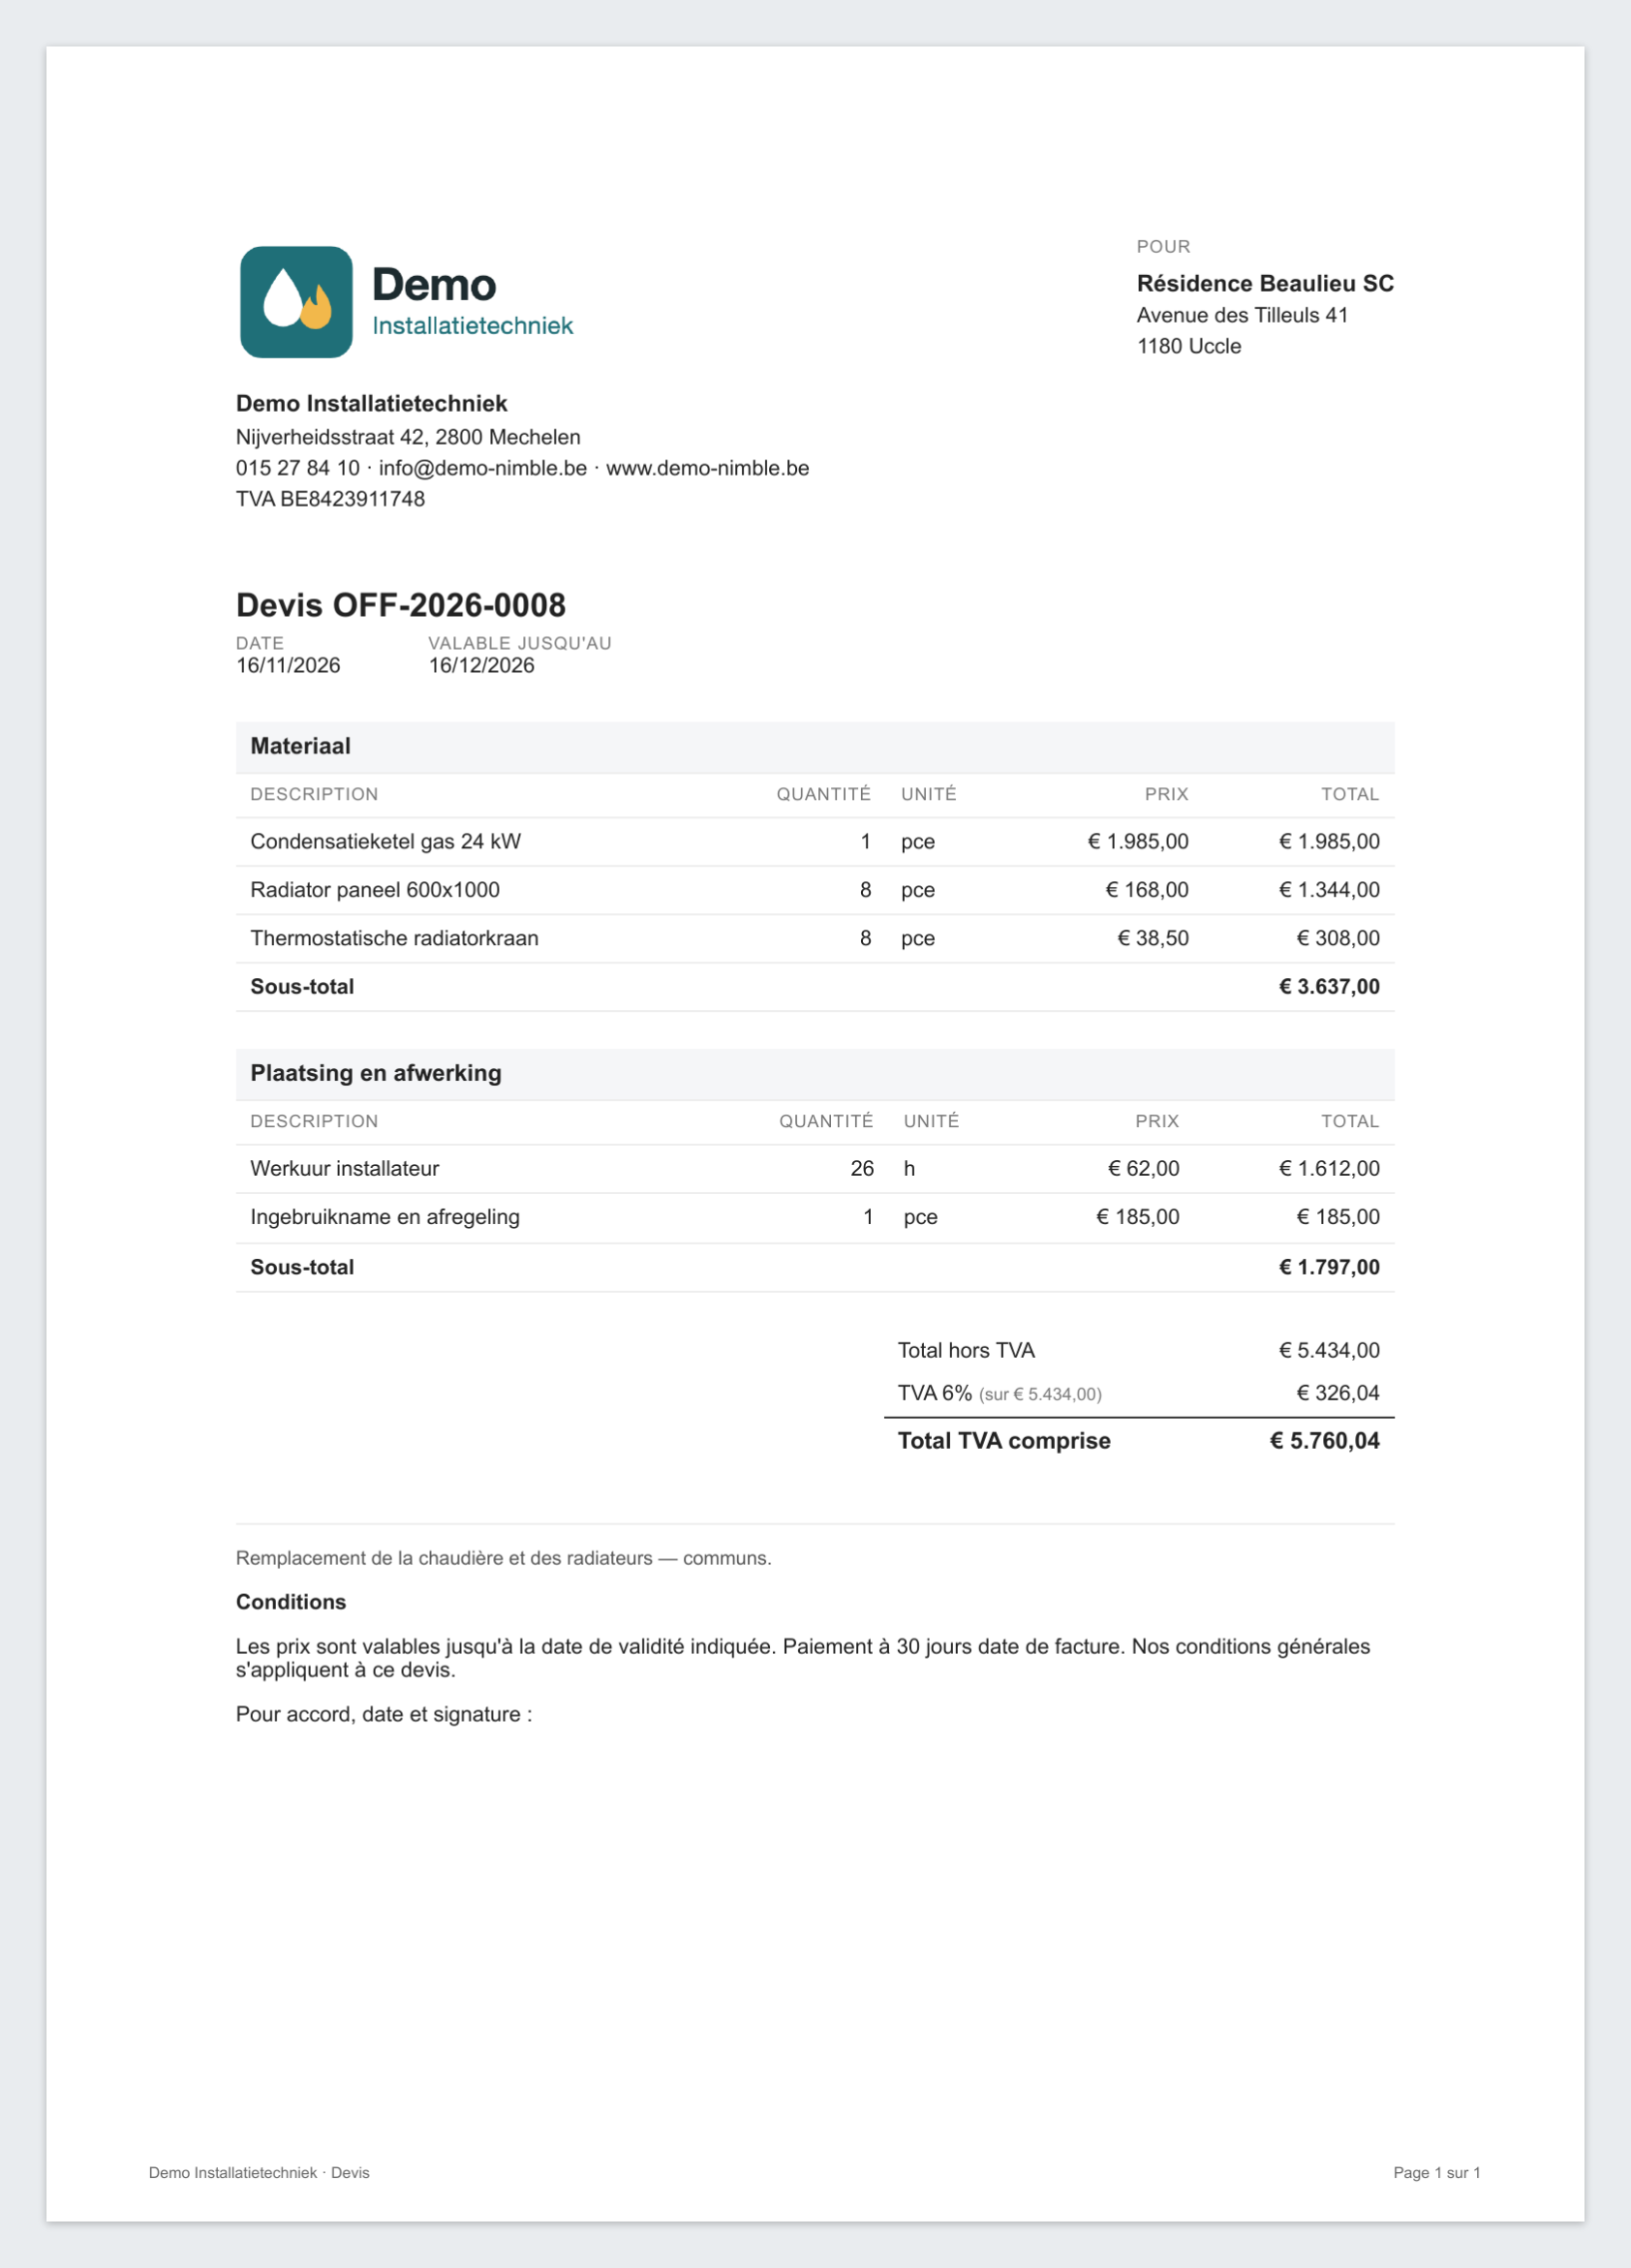 Demo
Installatietechniek
POUR
Résidence Beaulieu SC
Avenue des Tilleuls 41
1180 Uccle
Demo Installatietechniek
Nijverheidsstraat 42, 2800 Mechelen
015 27 84 10 · info@demo-nimble.be · www.demo-nimble.be
TVA BE8423911748
Devis OFF-2026-0008
DATE VALABLE JUSQU'AU
16/11/2026 16/12/2026
Materiaal
DESCRIPTION QUANTITÉ UNITÉ PRIX TOTAL
Condensatieketel gas 24 kW 1 pce € 1.985,00 € 1.985,00
Radiator paneel 600x1000 8 pce € 168,00 € 1.344,00
Thermostatische radiatorkraan 8 pce € 38,50 € 308,00
Sous-total € 3.637,00
Plaatsing en afwerking
DESCRIPTION QUANTITÉ UNITÉ PRIX TOTAL
Werkuur installateur 26 h € 62,00 € 1.612,00
Ingebruikname en afregeling 1 pce € 185,00 € 185,00
Sous-total € 1.797,00
Total hors TVA € 5.434,00
TVA 6% (sur € 5.434,00) € 326,04
Total TVA comprise € 5.760,04
Remplacement de la chaudière et des radiateurs — communs.
Conditions
Les prix sont valables jusqu'à la date de validité indiquée. Paiement à 30 jours date de facture. Nos conditions générales
s'appliquent à ce devis.
Pour accord, date et signature :
Demo Installatietechniek · Devis Page 1 sur 1